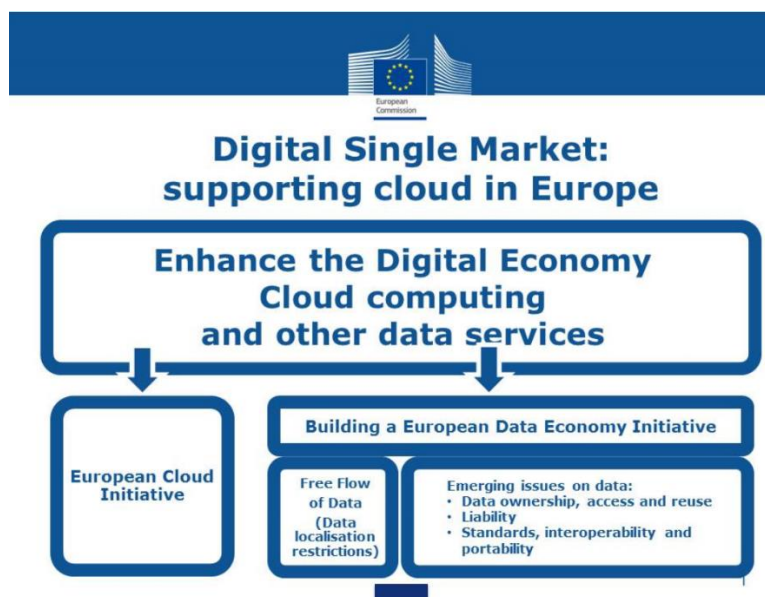 European
Commission
Digital Single Market:
supporting cloud in Europe
Enhance the Digital Economy
Cloud computing
and other data services
European Cloud
Initiative
Building a European Data Economy Initiative
Free Flow
of Data
(Data
localisation
restrictions)
Emerging issues on data:
• Data ownership, access and reuse
• Liability
• Standards, interoperability and
portability